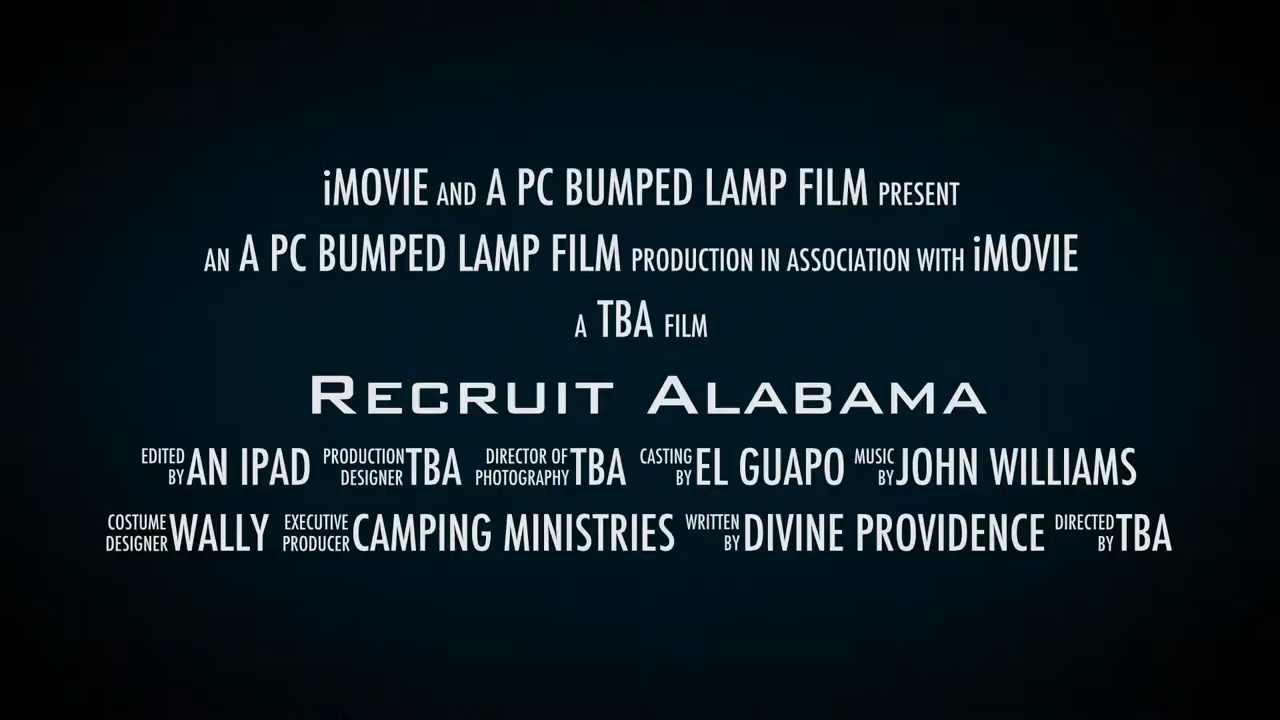 iMOVIE AND A PC BUMPED LAMP FILM PRESENT
AN A PC BUMPED LAMP FILM PRODUCTION IN ASSOCIATION WITH iMOVIE
A TBA FILM
RECRUIT ALABAMA
EDITED BY AN IPAD PRODUCTION DESIGNER TBA DIRECTOR OF PHOTOGRAPHY TBA CASTING BY EL GUAPO MUSIC BY JOHN WILLIAMS
COSTUME DESIGNER WALLY EXECUTIVE PRODUCER CAMPING MINISTRIES WRITTEN BY DIVINE PROVIDENCE DIRECTED BY TBA